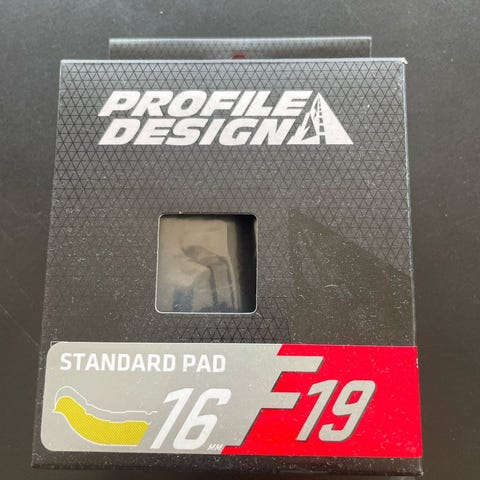 PROFILE
DESIGN
STANDARD PAD
16 MM
F19